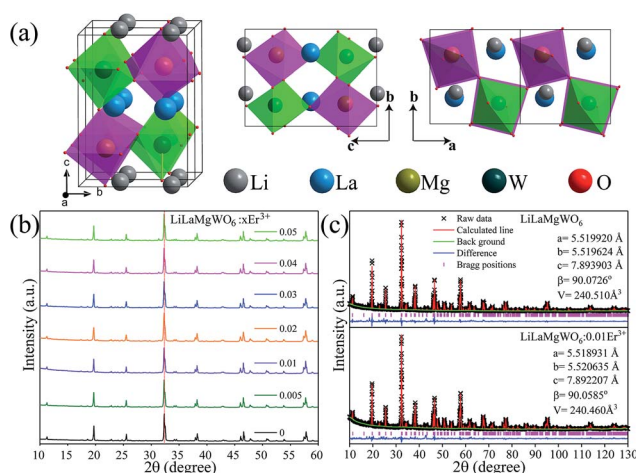 (a)
c
a
b
b
c
b
a
Li
La
Mg
W
O
(b)
LiLaMgWO₆:xEr³⁺
0.05
0.04
0.03
0.02
0.01
0.005
0
Intensity (a.u.)
10 15 20 25 30 35 40 45 50 55 60
2θ (degree)
(c)
Raw data
Calculated line
Back ground
Difference
Bragg positions
LiLaMgWO₆
a= 5.519920 Å
b= 5.519624 Å
c= 7.893903 Å
β= 90.0726°
V= 240.510Å³
LiLaMgWO₆:0.01Er³⁺
a= 5.518931 Å
b= 5.520635 Å
c= 7.892207 Å
β= 90.0585°
V= 240.460Å³
Intensity (a.u.)
10 20 30 40 50 60 70 80 90 100 110 120 130
2θ (degree)